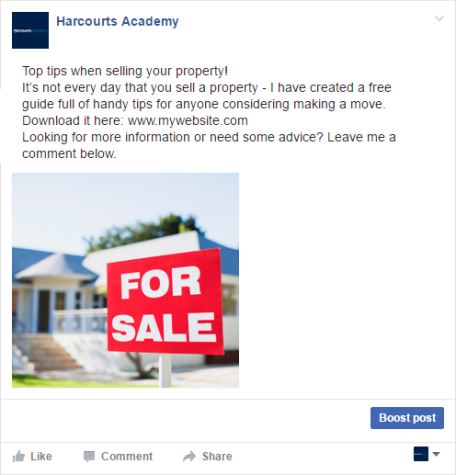 Harcourts Academy
Top tips when selling your property!
It's not every day that you sell a property - I have created a free
guide full of handy tips for anyone considering making a move.
Download it here: www.mywebsite.com
Looking for more information or need some advice? Leave me a
comment below.
FOR
SALE
Boost post
Like Comment Share